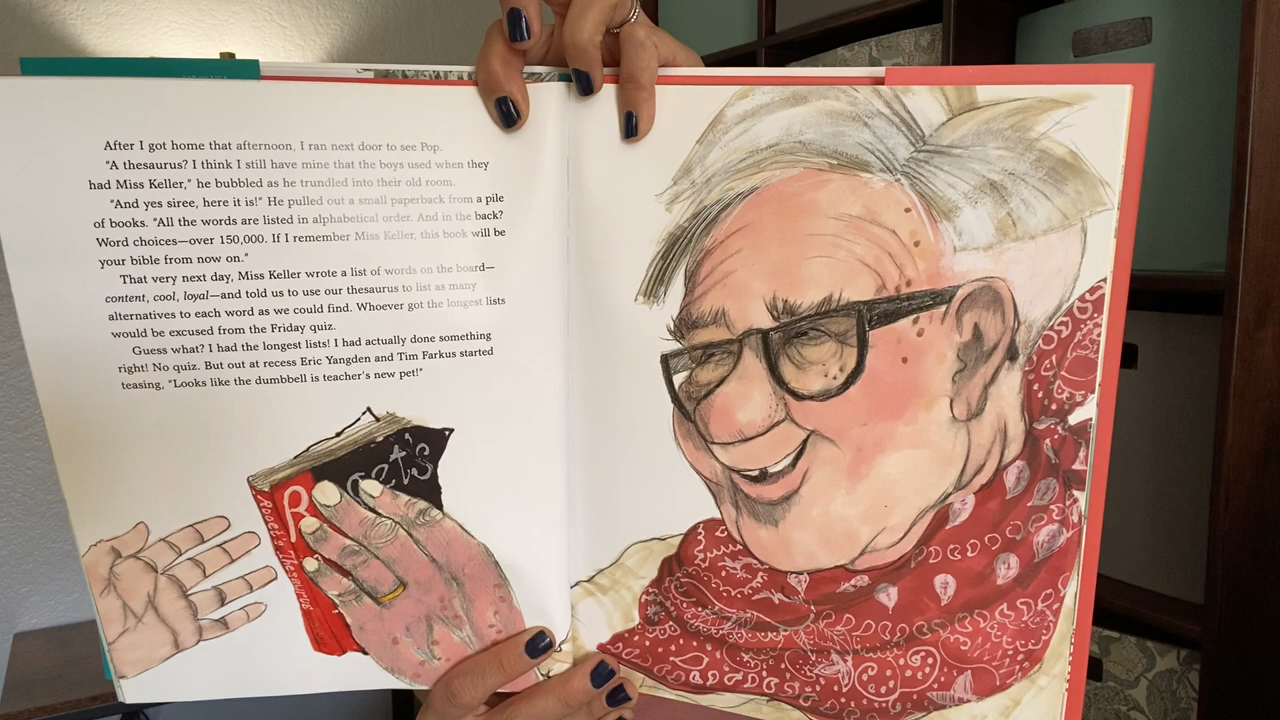 After I got home that afternoon, I ran next door to see Pop.
"A thesaurus? I think I still have mine that the boys used when they
had Miss Keller," he bubbled as he trundled into their old room.
"And yes siree, here it is!" He pulled out a small paperback from a pile
of books. "All the words are listed in alphabetical order. And in the back?
Word choices—over 150,000. If I remember Miss Keller, this book will be
your bible from now on."
That very next day, Miss Keller wrote a list of words on the board—
content, cool, loyal—and told us to use our thesaurus to list as many
alternatives to each word as we could find. Whoever got the longest lists
would be excused from the Friday quiz.
Guess what? I had the longest lists! I had actually done something
right! No quiz. But out at recess Eric Yangden and Tim Farkus started
teasing, "Looks like the dumbbell is teacher's new pet!"
R get's
Roget's Thesaurus